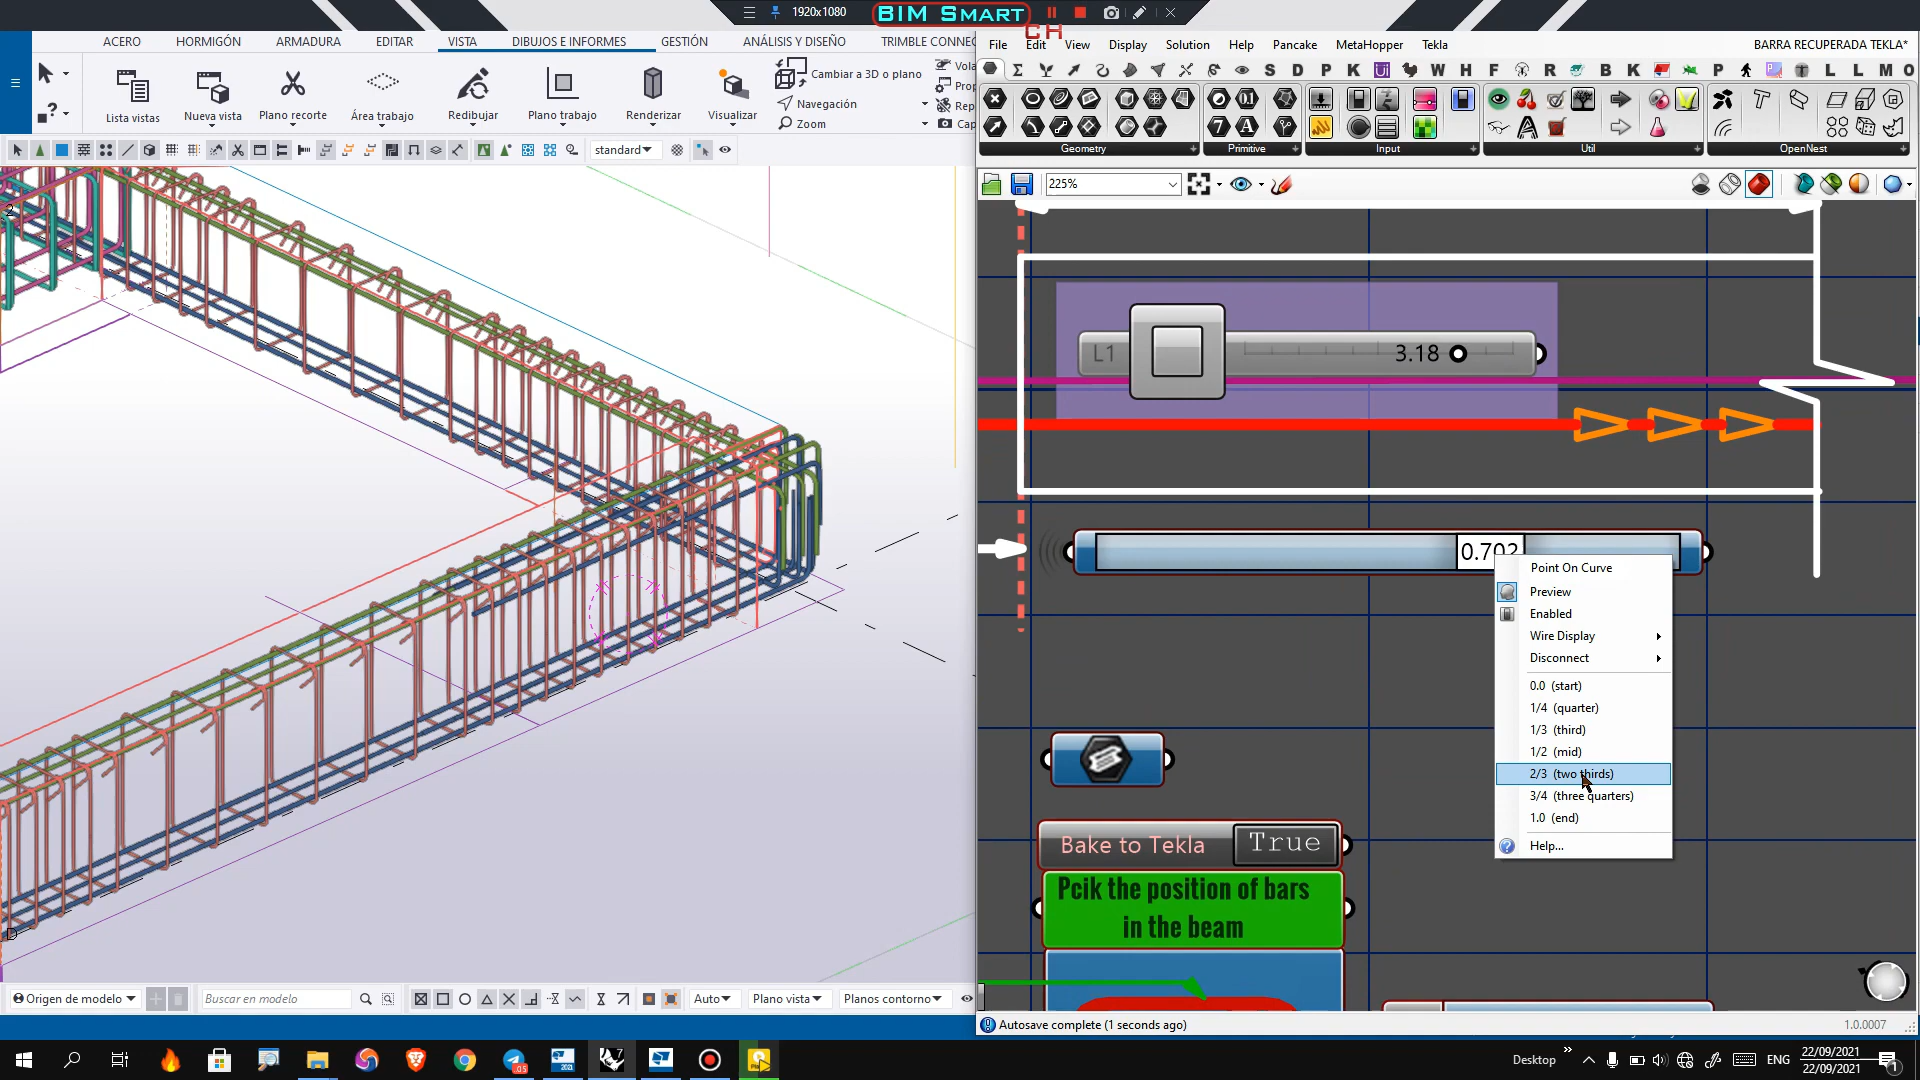 1920x1080
BIM SMART
CH
ACERO
HORMIGÓN
ARMADURA
EDITAR
VISTA
DIBUJOS E INFORMES
GESTIÓN
ANÁLISIS Y DISEÑO
TRIMBLE CONNEC
Lista vistas
Nueva vista
Plano recorte
Área trabajo
Redibujar
Plano trabajo
Renderizar
Visualizar
Cambiar a 3D o plano
Navegación
Zoom
Vola
Prop
Rep
Cap
standard
File
Edit
View
Display
Solution
Help
Pancake
MetaHopper
Tekla
BARRA RECUPERADA TEKLA*
S D P K Ui W H F R B K P L L M O
Geometry
Primitive
Input
Util
OpenNest
225%
L1
3.18
0.702
Point On Curve
Preview
Enabled
Wire Display
Disconnect
0.0 (start)
1/4 (quarter)
1/3 (third)
1/2 (mid)
2/3 (two thirds)
3/4 (three quarters)
1.0 (end)
Help...
Bake to Tekla
True
Pcik the position of bars
in the beam
Origen de modelo
Buscar en modelo
Auto
Plano vista
Planos contorno
Autosave complete (1 seconds ago)
1.0.0007
Desktop
ENG
22/09/2021
22/09/2021